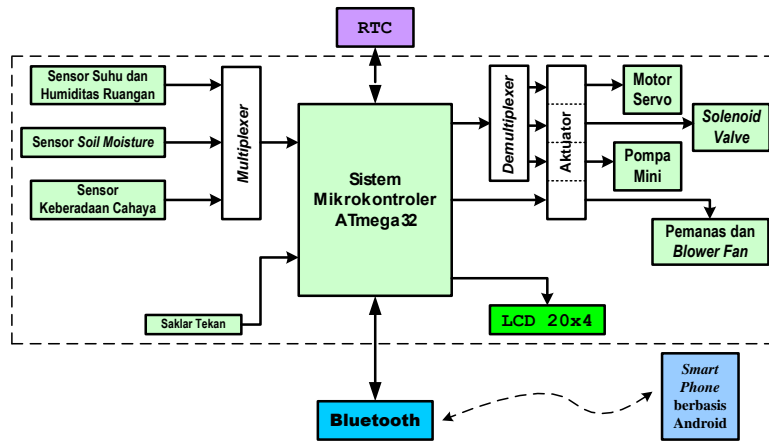 RTC
Sensor Suhu dan
Humiditas Ruangan
Sensor Soil Moisture
Sensor
Keberadaan Cahaya
Multiplexer
Saklar Tekan
Sistem
Mikrokontroler
ATmega32
Demultiplexer
Aktuator
Motor
Servo
Solenoid
Valve
Pompa
Mini
Pemanas dan
Blower Fan
LCD 20x4
Bluetooth
Smart
Phone
berbasis
Android